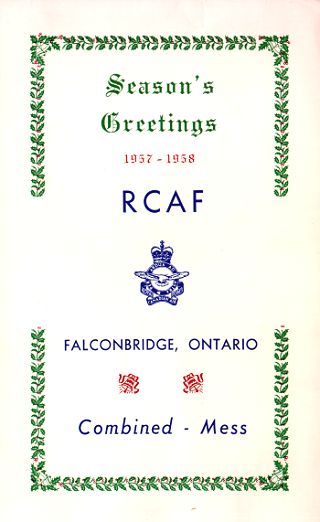 Season's
Greetings
1957 - 1958
RCAF
FALCONBRIDGE, ONTARIO
Combined - Mess